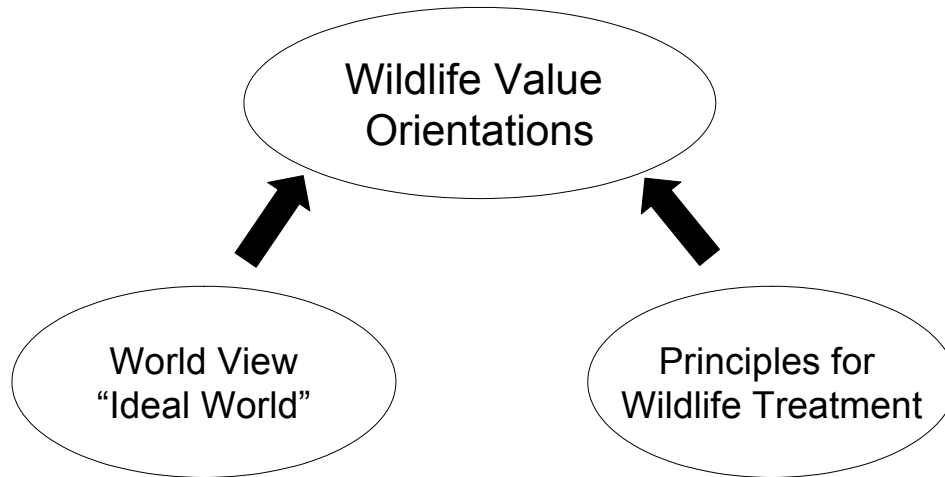 Wildlife Value
Orientations
World View
“Ideal World”
Principles for
Wildlife Treatment